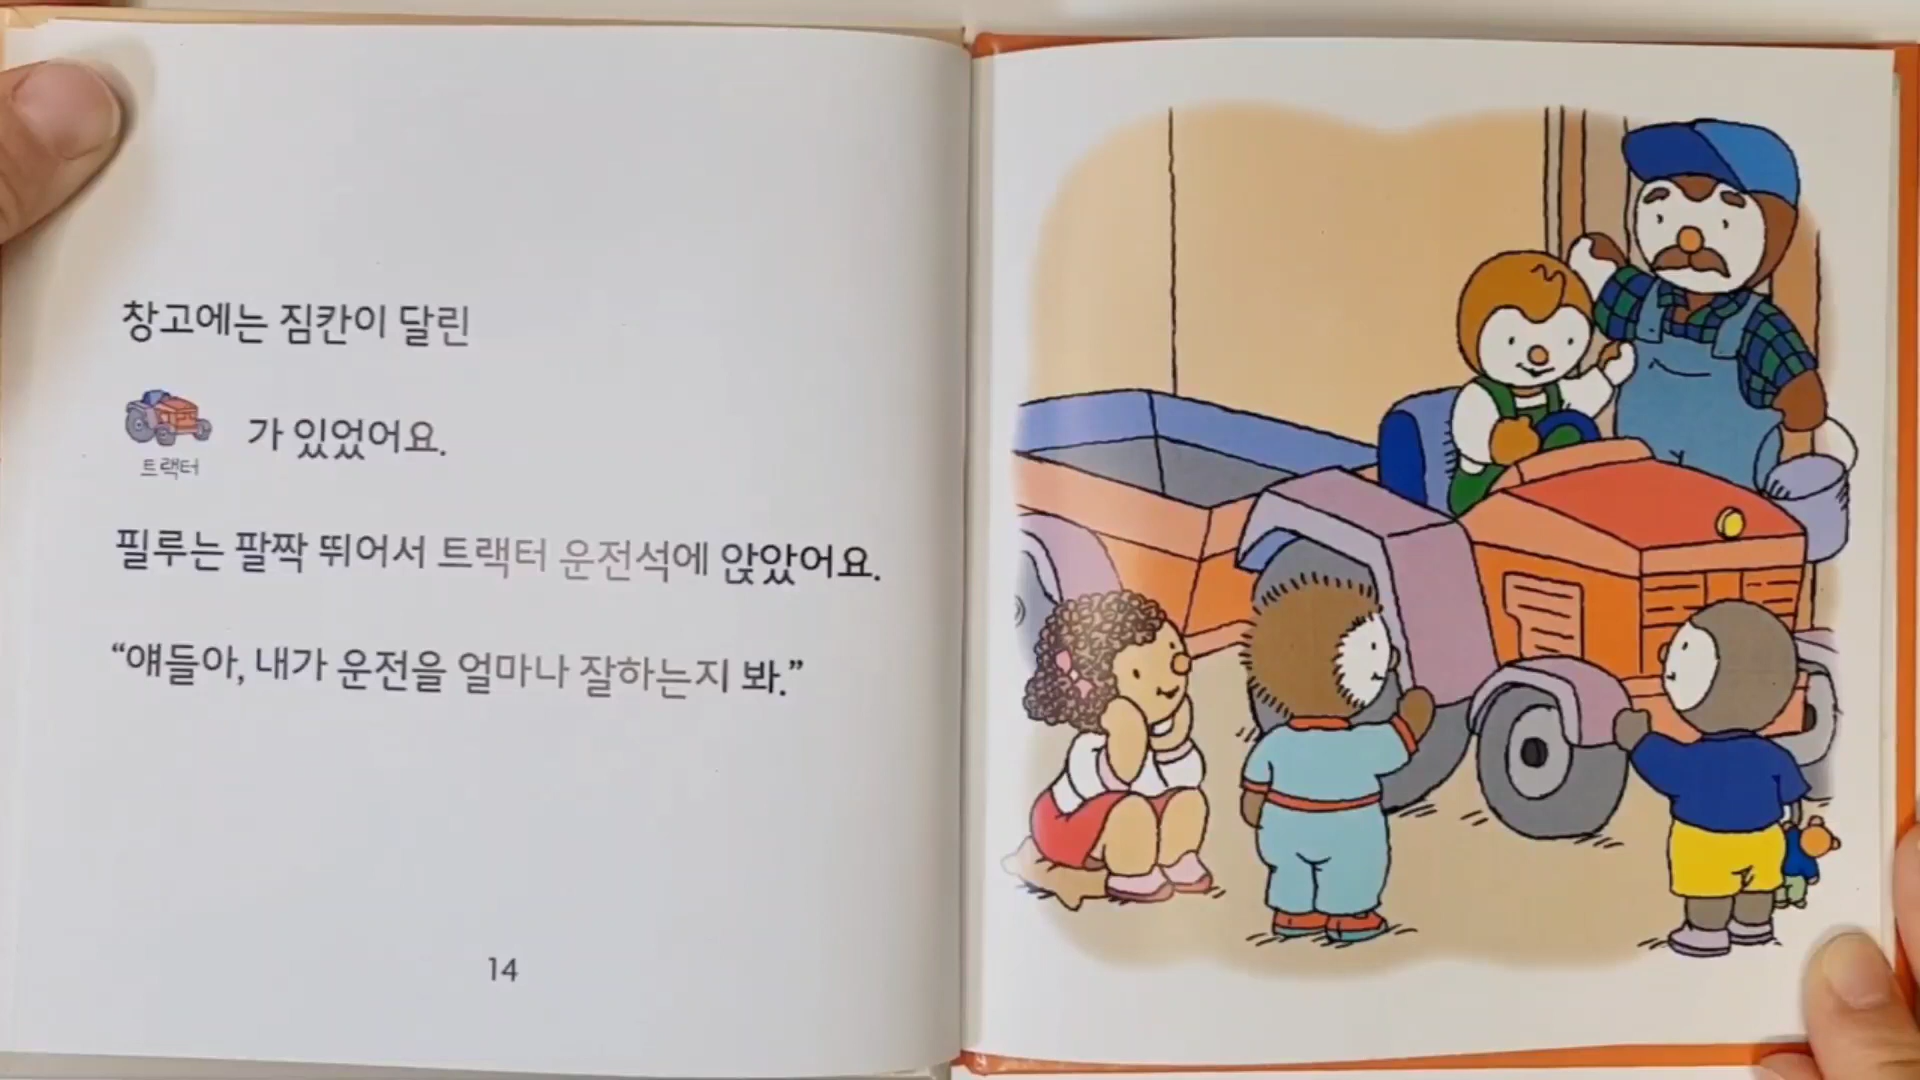 창고에는 짐칸이 달린
가 있었어요.
트랙터
필루는 팔짝 뛰어서 트랙터 운전석에 앉았어요.
“얘들아, 내가 운전을 얼마나 잘하는지 봐.”
14